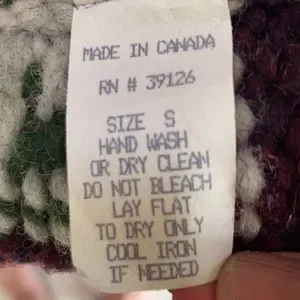 MADE IN CANADA
RN # 39126
SIZE S
HAND WASH
OR DRY CLEAN
DO NOT BLEACH
LAY FLAT
TO DRY ONLY
COOL IRON
IF NEEDED